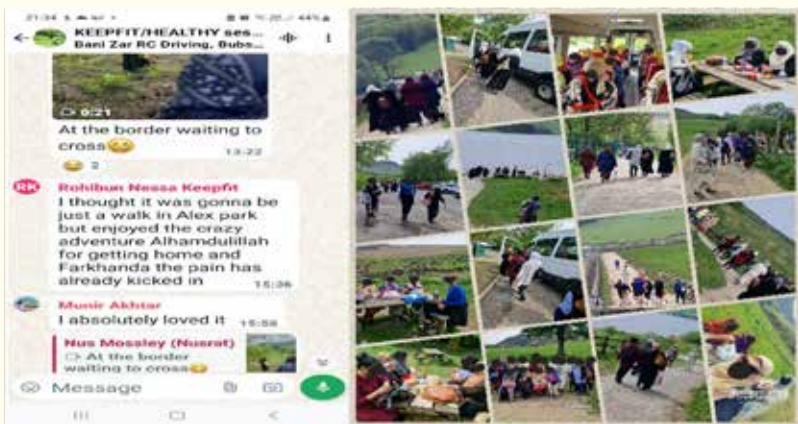 21:34
44%
KEEPFIT/HEALTHY ses...
Bani Zar RC Driving, Bubs...
0:21
At the border waiting to
cross😞
13:22
😂 2
RK
Rohibun Nessa Keepfit
I thought it was gonna be
just a walk in Alex park
but enjoyed the crazy
adventure Alhamdulillah
for getting home and
Farkhanda the pain has
already kicked in
15:36
Munir Akhtar
I absolutely loved it
15:58
Nus Mossley (Nusrat)
At the border
waiting to cross😞
Message